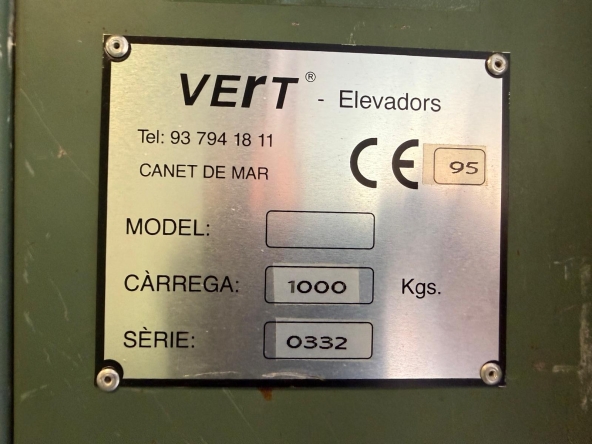 VErT® - Elevadors
Tel: 93 794 18 11
CANET DE MAR
CE 95
MODEL:
CÀRREGA: 1000 Kgs.
SÈRIE: 0332